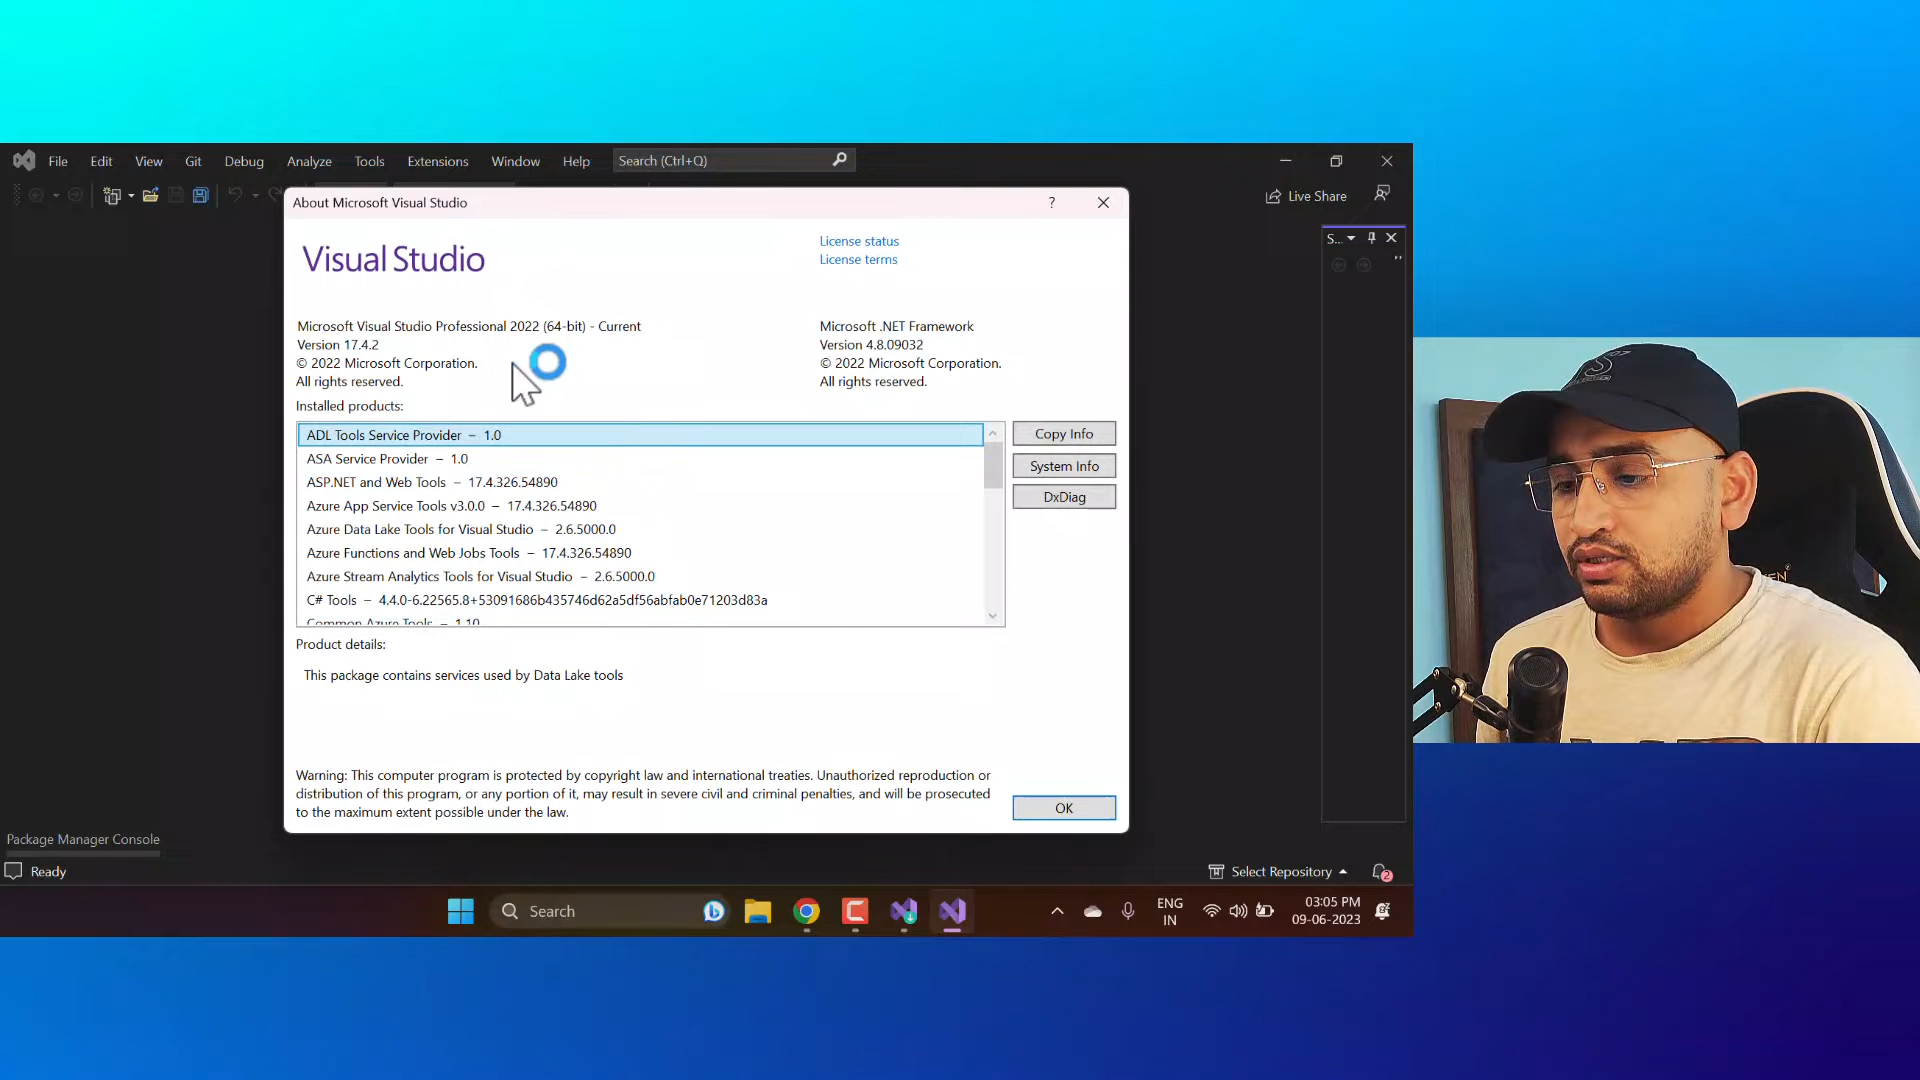 File Edit View Git Debug Analyze Tools Extensions Window Help Search (Ctrl+Q)
Live Share
About Microsoft Visual Studio ?
Visual Studio
License status
License terms
Microsoft Visual Studio Professional 2022 (64-bit) - Current
Version 17.4.2
© 2022 Microsoft Corporation.
All rights reserved.
Microsoft .NET Framework
Version 4.8.09032
© 2022 Microsoft Corporation.
All rights reserved.
Installed products:
ADL Tools Service Provider – 1.0
ASA Service Provider – 1.0
ASP.NET and Web Tools – 17.4.326.54890
Azure App Service Tools v3.0.0 – 17.4.326.54890
Azure Data Lake Tools for Visual Studio – 2.6.5000.0
Azure Functions and Web Jobs Tools – 17.4.326.54890
Azure Stream Analytics Tools for Visual Studio – 2.6.5000.0
C# Tools – 4.4.0-6.22565.8+53091686b435746d62a5df56abfab0e71203d83a
Common Azure Tools – 1.10
Copy Info
System Info
DxDiag
S...
Product details:
This package contains services used by Data Lake tools
Warning: This computer program is protected by copyright law and international treaties. Unauthorized reproduction or
distribution of this program, or any portion of it, may result in severe civil and criminal penalties, and will be prosecuted
to the maximum extent possible under the law.
OK
Package Manager Console
Ready
Select Repository
2
Search
ENG
IN
03:05 PM
09-06-2023